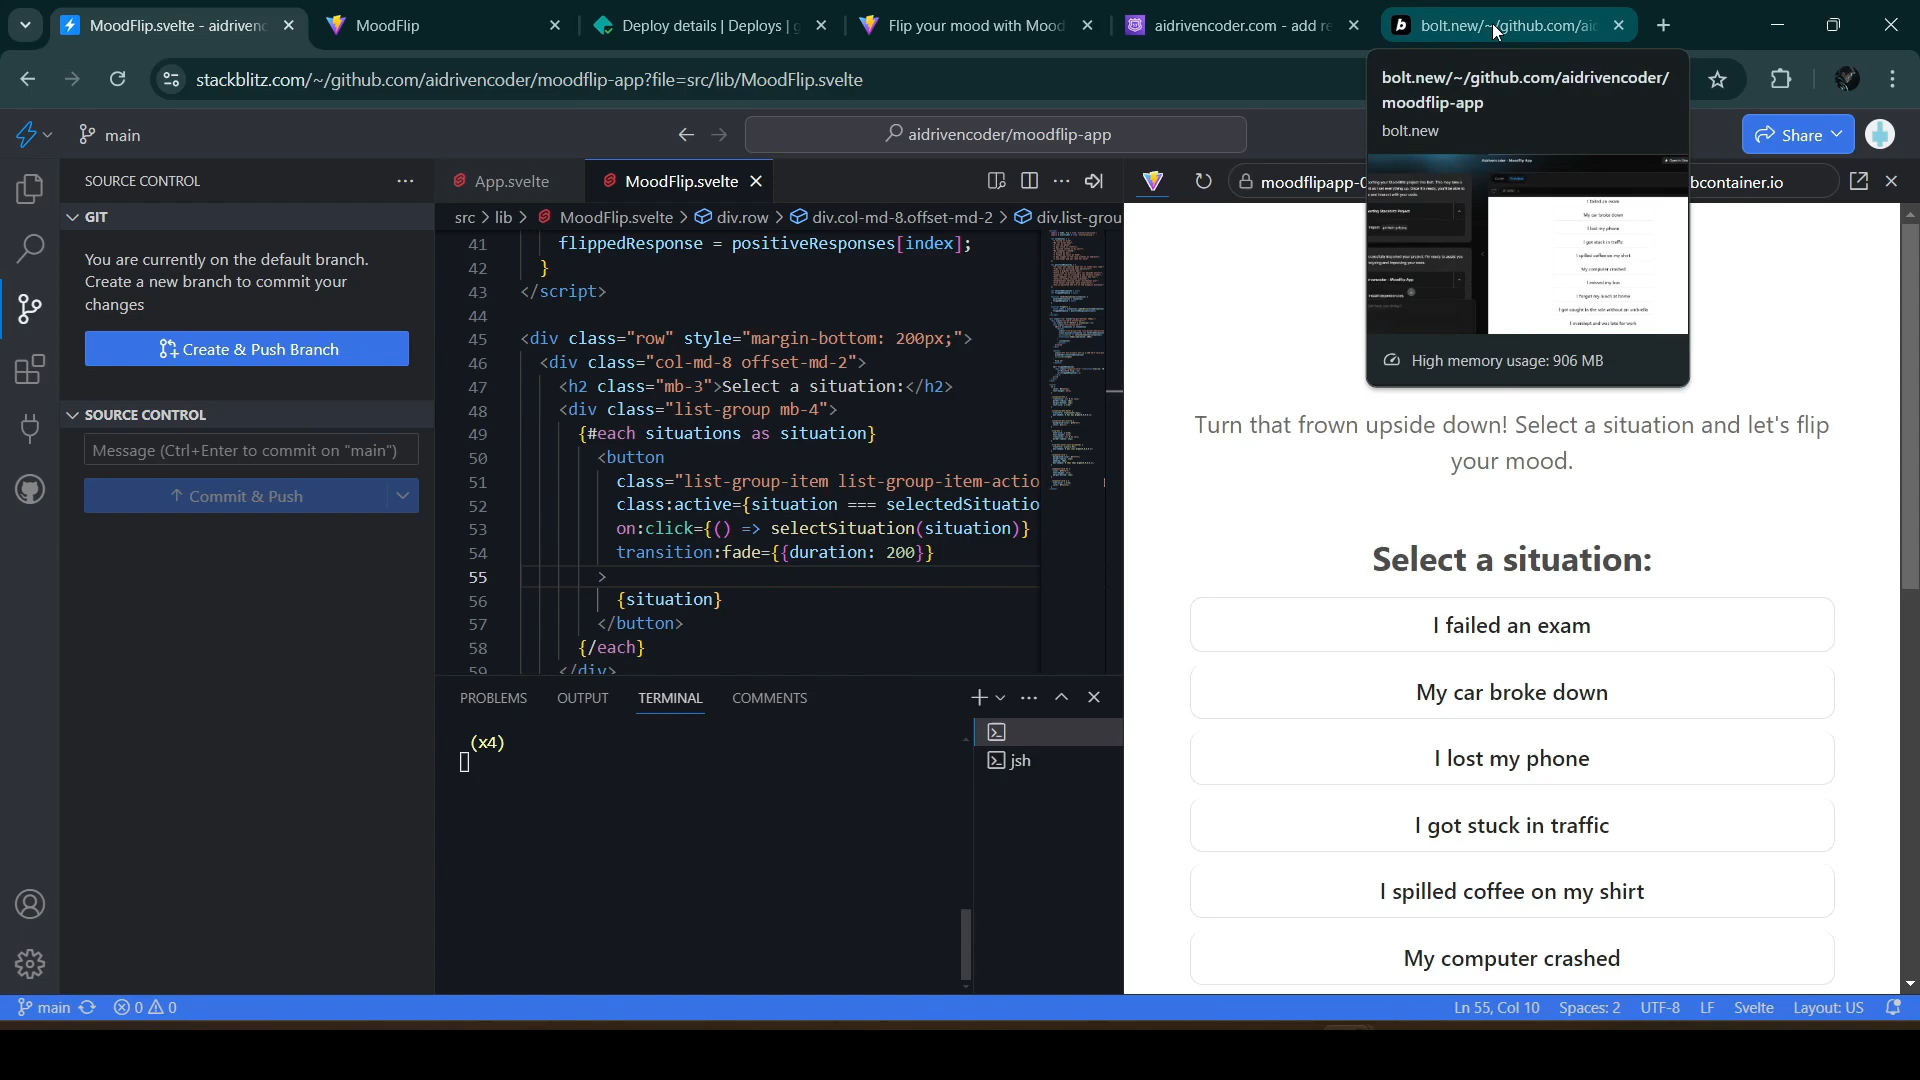 MoodFlip.svelte - aidriven
MoodFlip
Deploy details | Deploys | g
Flip your mood with Mood
aidrivencoder.com - add re
bolt.new/~/github.com/aid
stackblitz.com/~/github.com/aidrivencoder/moodflip-app?file=src/lib/MoodFlip.svelte
bolt.new/~/github.com/aidrivencoder/
moodflip-app
bolt.new
High memory usage: 906 MB
main
aidrivencoder/moodflip-app
Share
SOURCE CONTROL
GIT
You are currently on the default branch.
Create a new branch to commit your
changes
Create & Push Branch
SOURCE CONTROL
Message (Ctrl+Enter to commit on "main")
Commit & Push
App.svelte
MoodFlip.svelte
src > lib > MoodFlip.svelte > div.row > div.col-md-8.offset-md-2 > div.list-grou
41 flippedResponse = positiveResponses[index];
42 }
43 </script>
44
45 <div class="row" style="margin-bottom: 200px;">
46 <div class="col-md-8 offset-md-2">
47 <h2 class="mb-3">Select a situation:</h2>
48 <div class="list-group mb-4">
49 {#each situations as situation}
50 <button
51 class="list-group-item list-group-item-actio
52 class:active={situation === selectedSituatio
53 on:click={() => selectSituation(situation)}
54 transition:fade={{duration: 200}}
55 >
56 {situation}
57 </button>
58 {/each}
59 </div>
PROBLEMS
OUTPUT
TERMINAL
COMMENTS
(x4)
jsh
moodflipapp-
bcontainer.io
Turn that frown upside down! Select a situation and let's flip
your mood.
Select a situation:
I failed an exam
My car broke down
I lost my phone
I got stuck in traffic
I spilled coffee on my shirt
My computer crashed
main
0
0
Ln 55, Col 10
Spaces: 2
UTF-8
LF
Svelte
Layout: US